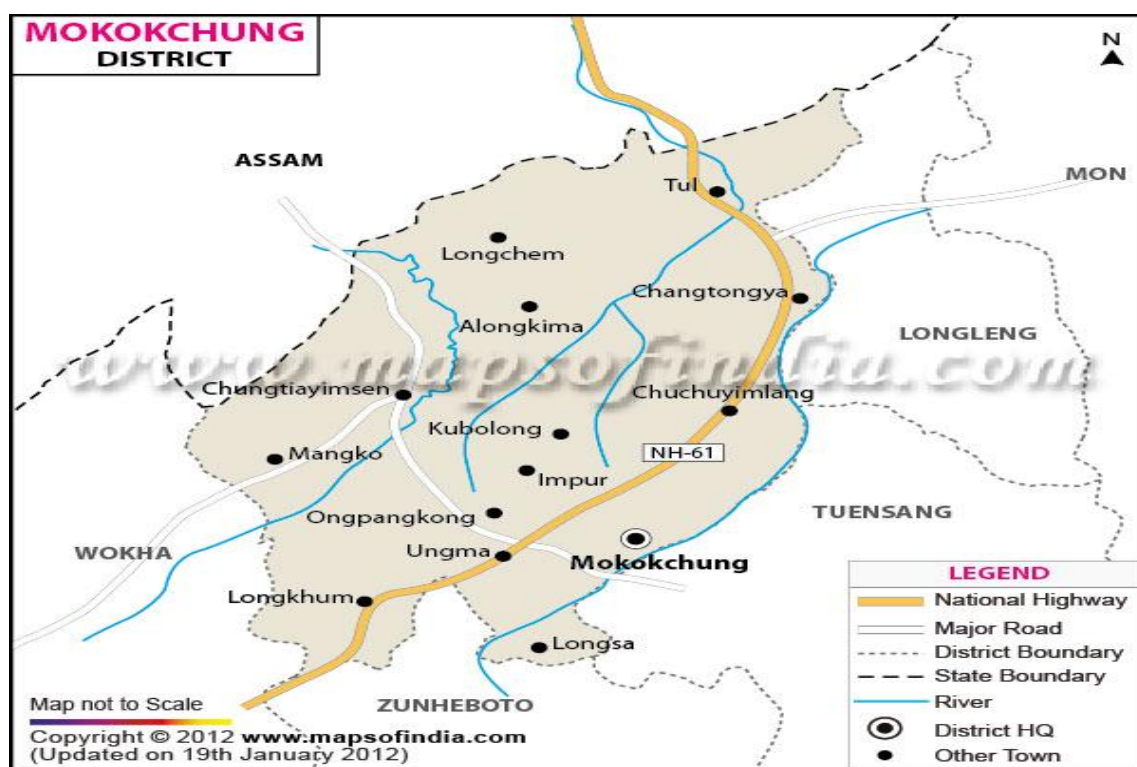 MOKOKCHUNG
DISTRICT
N
ASSAM
MON
Tul
Longchem
Changtongya
Alongkima
LONGLENG
www.mapsofindia.com
Chungtiayimsen
Chuchuyimlang
Kubolong
NH-61
Mangko
Impur
Ongpangkong
TUENSANG
WOKHA
Ungma
Mokokchung
Longkhum
Longsa
ZUNHEBOTO
LEGEND
National Highway
Major Road
District Boundary
State Boundary
River
District HQ
Other Town
Map not to Scale
Copyright © 2012 www.mapsofindia.com
(Updated on 19th January 2012)